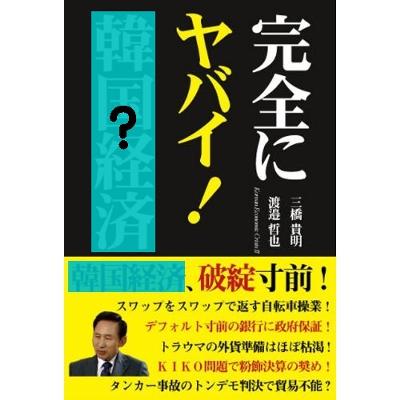 完全に
ヤバイ!
韓国経済
?
三橋 貴明
渡邉 哲也
Korean Economic Crisis II
韓国経済、破綻寸前!
スワップをスワップで返す自転車操業!
デフォルト寸前の銀行に政府保証!
トラウマの外貨準備はほぼ枯渇!
KIKO問題で粉飾決算の奨め!
タンカー事故のトンデモ判決で貿易不能?